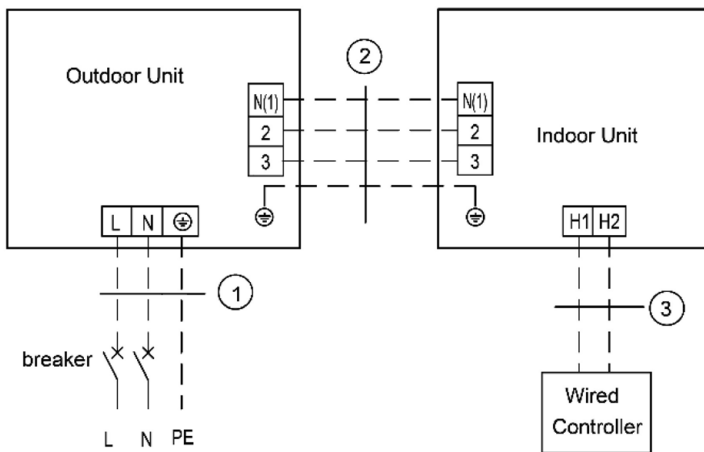 Outdoor Unit
2
N(1)
2
3
N(1)
2
3
Indoor Unit
L N
H1 H2
1
3
breaker
L N PE
Wired
Controller